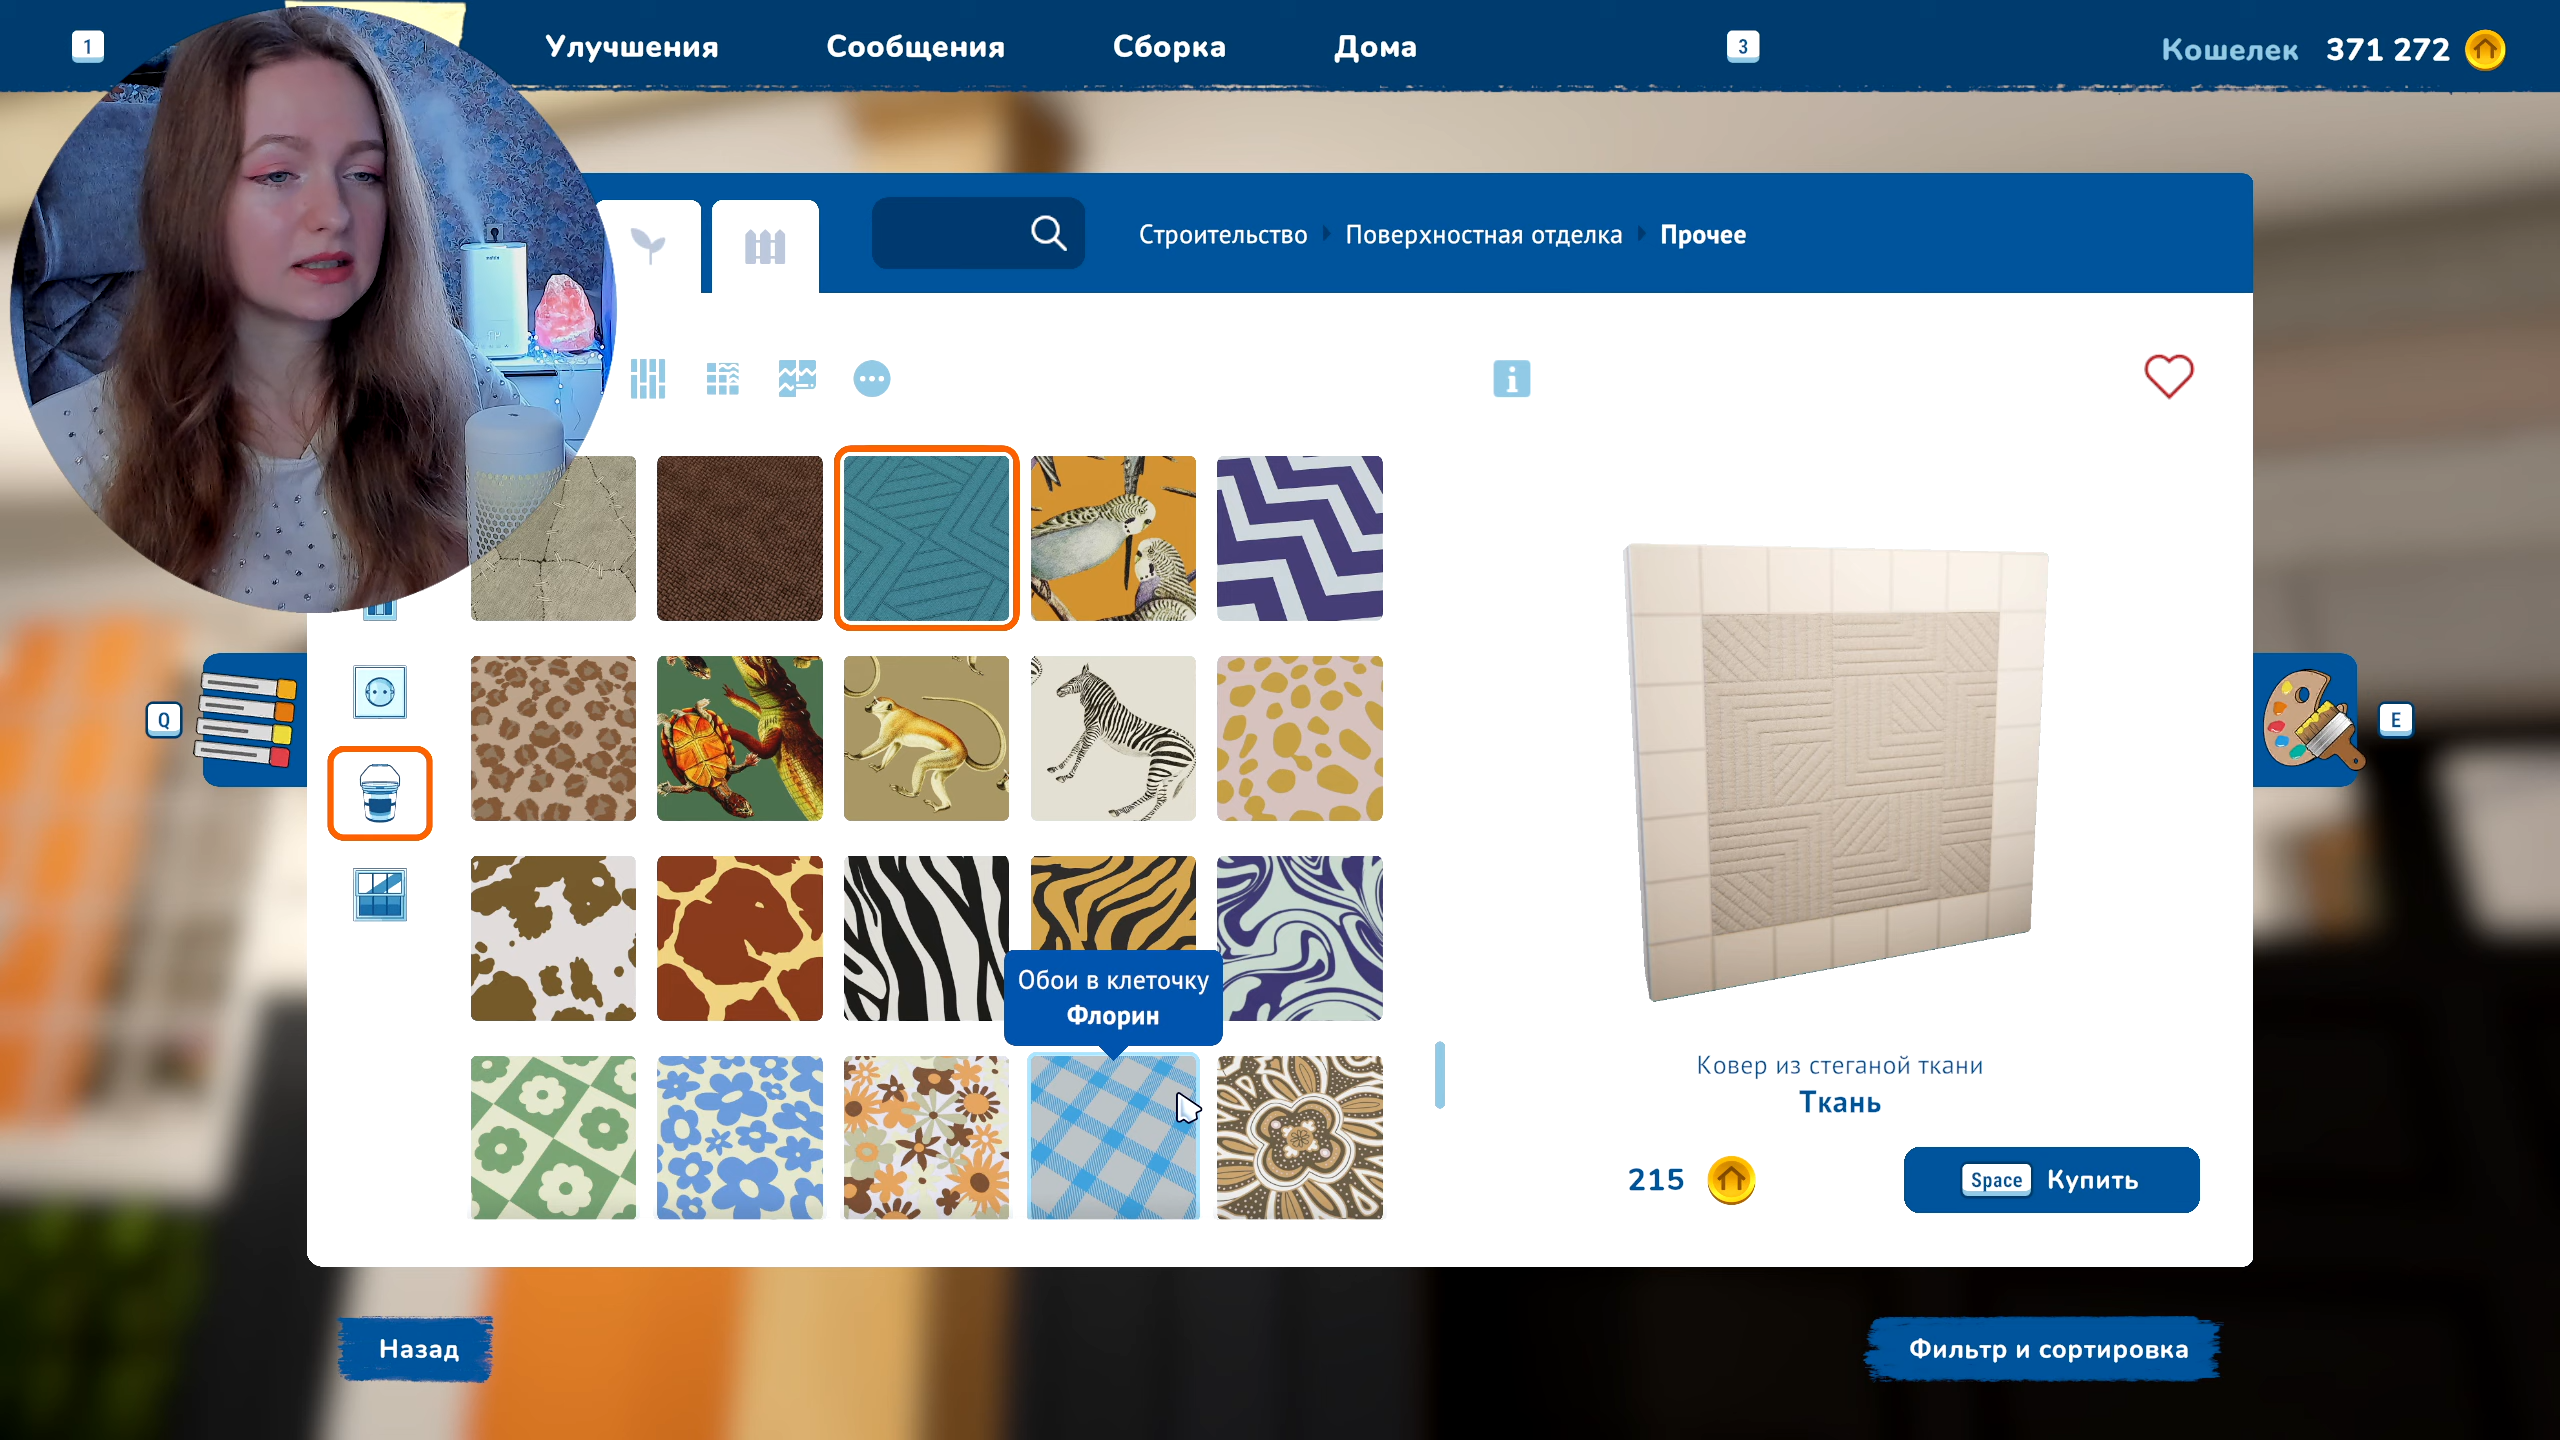 1
Улучшения
Сообщения
Сборка
Дома
3
Кошелек 371 272
Строительство Поверхностная отделка Прочее
i
Q
E
Обои в клеточку
Флорин
Ковер из стеганой ткани
Ткань
215
Space Купить
Назад
Фильтр и сортировка